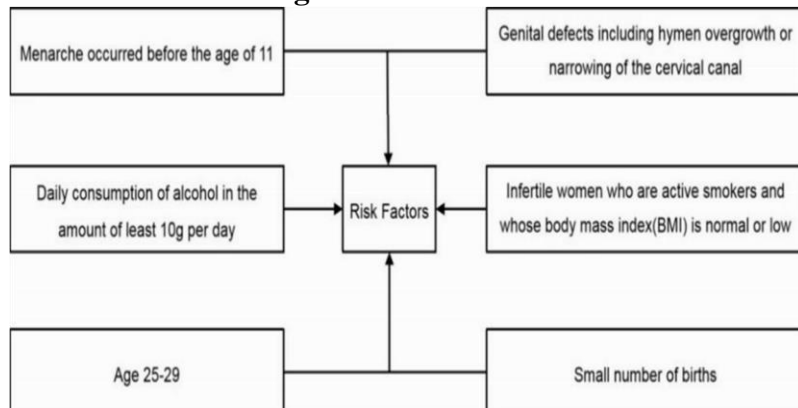 Menarche occurred before the age of 11
Genital defects including hymen overgrowth or
narrowing of the cervical canal
Daily consumption of alcohol in the
amount of least 10g per day
Risk Factors
Infertile women who are active smokers and
whose body mass index(BMI) is normal or low
Age 25-29
Small number of births